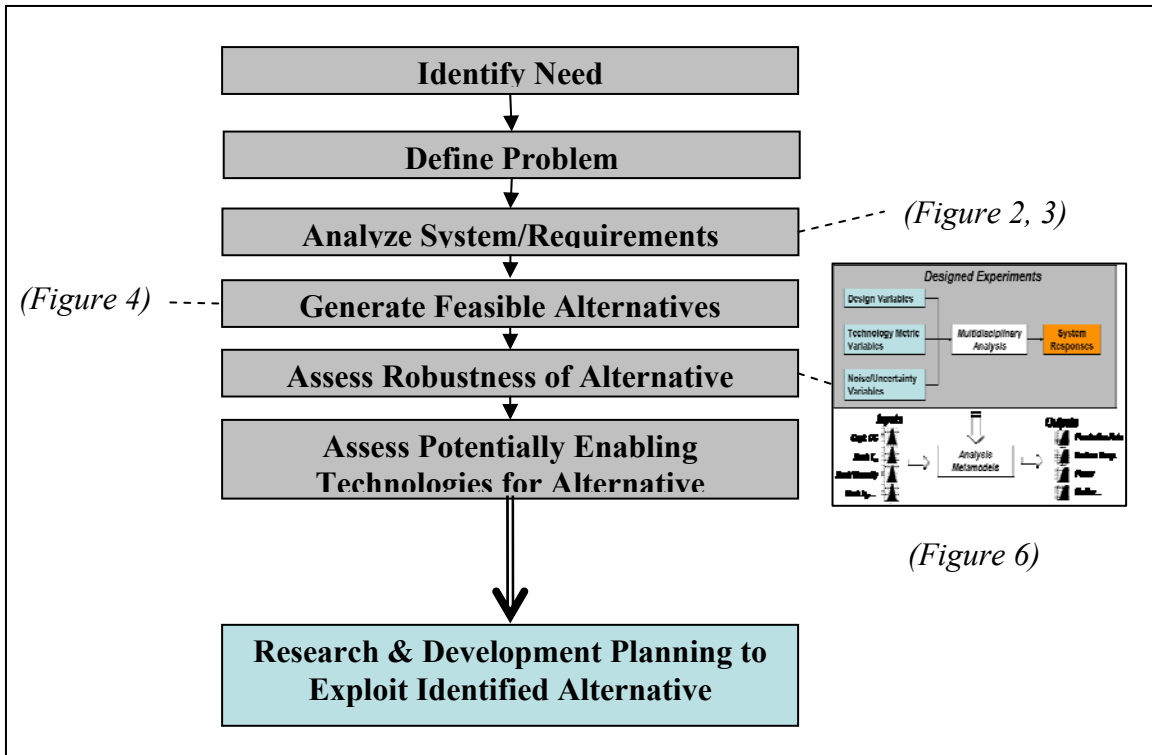 Identify Need
Define Problem
Analyze System/Requirements
(Figure 2, 3)
(Figure 4)
Generate Feasible Alternatives
Assess Robustness of Alternative
Assess Potentially Enabling
Technologies for Alternative
Research & Development Planning to
Exploit Identified Alternative
Designed Experiments
Design Variables
Technology Metric
Variables
Noise/Uncertainty
Variables
Multidisciplinary
Analysis
System
Responses
Inputs
Outputs
Analysis
Metamodels
(Figure 6)